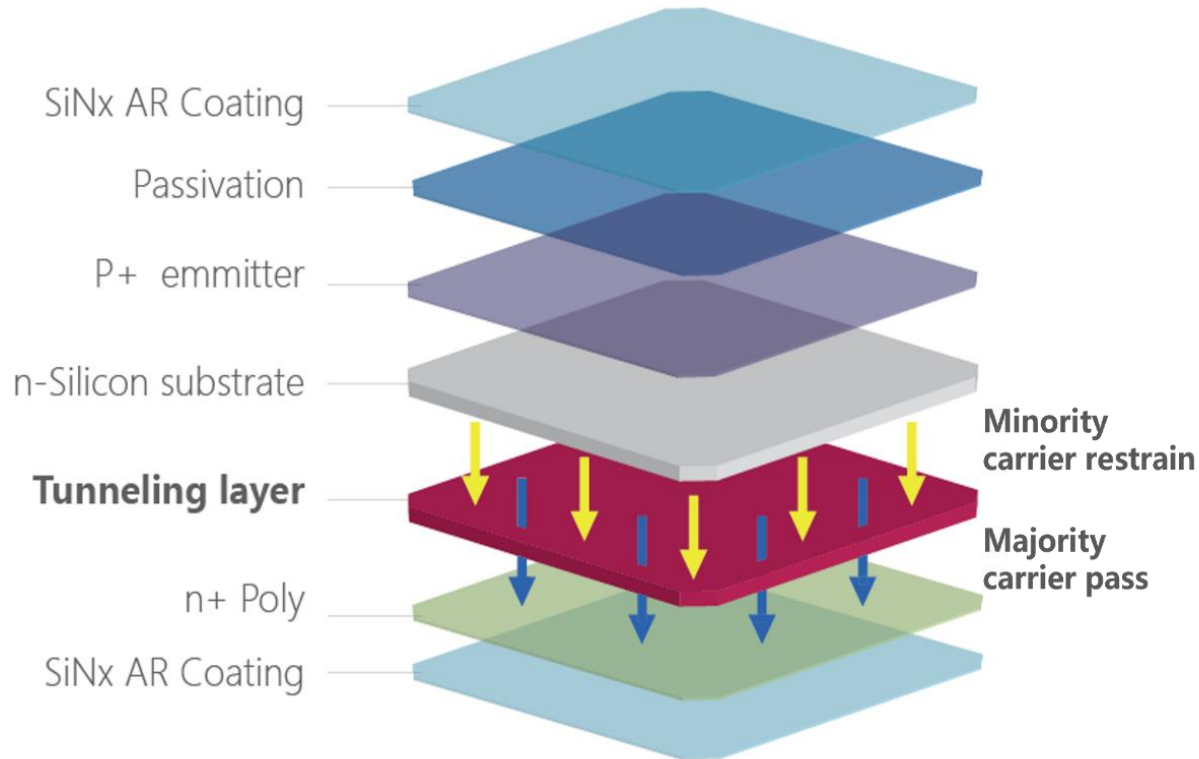 SiNx AR Coating
Passivation
P+ emmitter
n-Silicon substrate
Minority
carrier restrain
Tunneling layer
Majority
carrier pass
n+ Poly
SiNx AR Coating